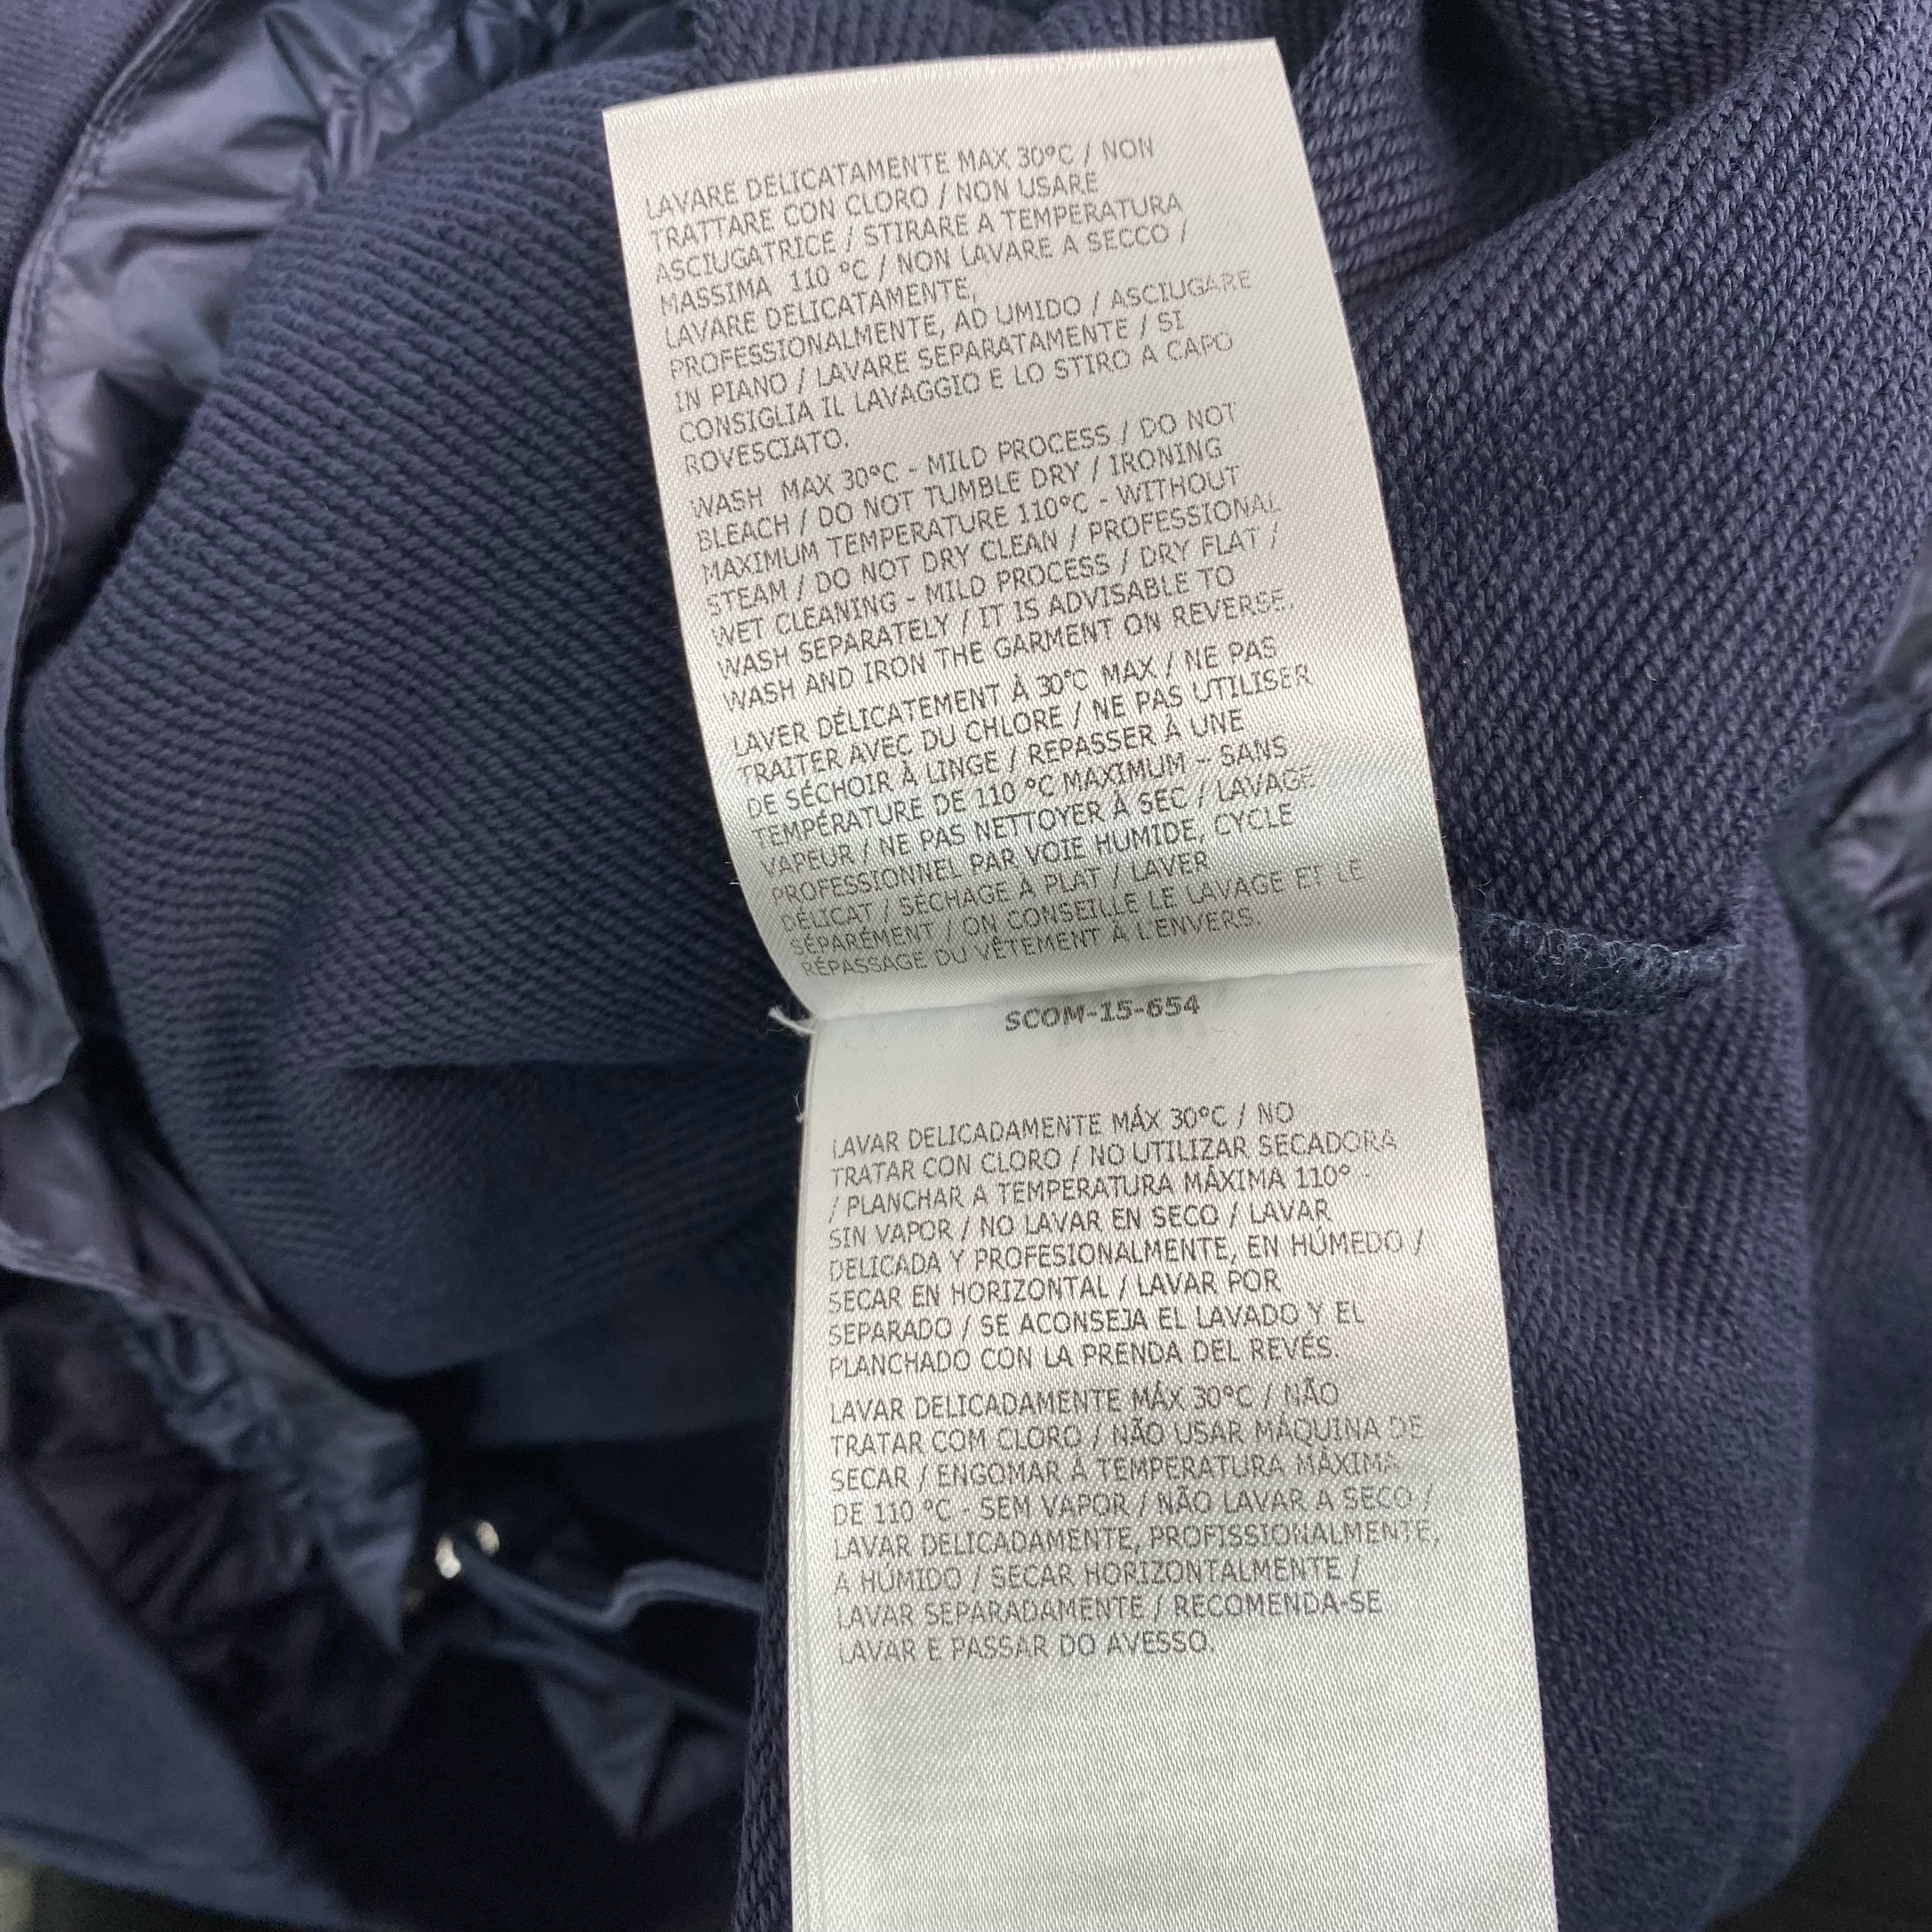 LAVARE DELICATAMENTE MAX 30°C / NON
TRATTARE CON CLORO / NON USARE
ASCIUGATRICE / STIRARE A TEMPERATURA
MASSIMA 110 °C / NON LAVARE A SECCO /
LAVARE DELICATAMENTE,
PROFESSIONALMENTE, AD UMIDO / ASCIUGARE
IN PIANO / LAVARE SEPARATAMENTE / SI
CONSIGLIA IL LAVAGGIO E LO STIRO A CAPO
ROVESCIATO.
WASH MAX 30°C - MILD PROCESS / DO NOT
BLEACH / DO NOT TUMBLE DRY / IRONING
MAXIMUM TEMPERATURE 110°C - WITHOUT
STEAM / DO NOT DRY CLEAN / PROFESSIONAL
WET CLEANING - MILD PROCESS / DRY FLAT /
WASH SEPARATELY / IT IS ADVISABLE TO
WASH AND IRON THE GARMENT ON REVERSE.
LAVER DÉLICATEMENT À 30°C MAX / NE PAS
TRAITER AVEC DU CHLORE / NE PAS UTILISER
DE SÉCHOIR À LINGE / REPASSER À UNE
TEMPÉRATURE DE 110 °C MAXIMUM – SANS
VAPEUR / NE PAS NETTOYER À SEC / LAVAGE
PROFESSIONNEL PAR VOIE HUMIDE, CYCLE
DÉLICAT / SÉCHAGE À PLAT / LAVER
SÉPARÉMENT / ON CONSEILLE LE LAVAGE ET LE
RÉPASSAGE DU VÊTEMENT À L'ENVERS.
SCOM-15-654
LAVAR DELICADAMENTE MÁX 30°C / NO
TRATAR CON CLORO / NO UTILIZAR SECADORA
/ PLANCHAR A TEMPERATURA MÁXIMA 110° -
SIN VAPOR / NO LAVAR EN SECO / LAVAR
DELICADA Y PROFESIONALMENTE, EN HÚMEDO /
SECAR EN HORIZONTAL / LAVAR POR
SEPARADO / SE ACONSEJA EL LAVADO Y EL
PLANCHADO CON LA PRENDA DEL REVÉS.
LAVAR DELICADAMENTE MÁX 30°C / NÃO
TRATAR COM CLORO / NÃO USAR MÁQUINA DE
SECAR / ENGOMAR À TEMPERATURA MÁXIMA
DE 110 °C - SEM VAPOR / NÃO LAVAR A SECO /
LAVAR DELICADAMENTE, PROFISSIONALMENTE,
A HÚMIDO / SECAR HORIZONTALMENTE /
LAVAR SEPARADAMENTE / RECOMENDA-SE
LAVAR E PASSAR DO AVESSO.